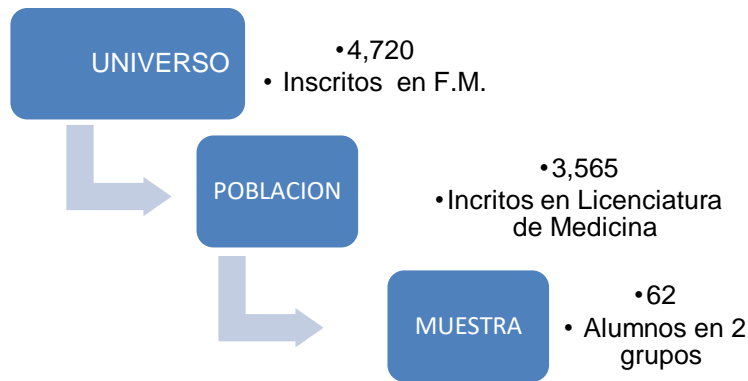 UNIVERSO
•4,720
• Inscritos en F.M.
POBLACION
•3,565
•Incritos en Licenciatura
de Medicina
MUESTRA
•62
• Alumnos en 2
grupos